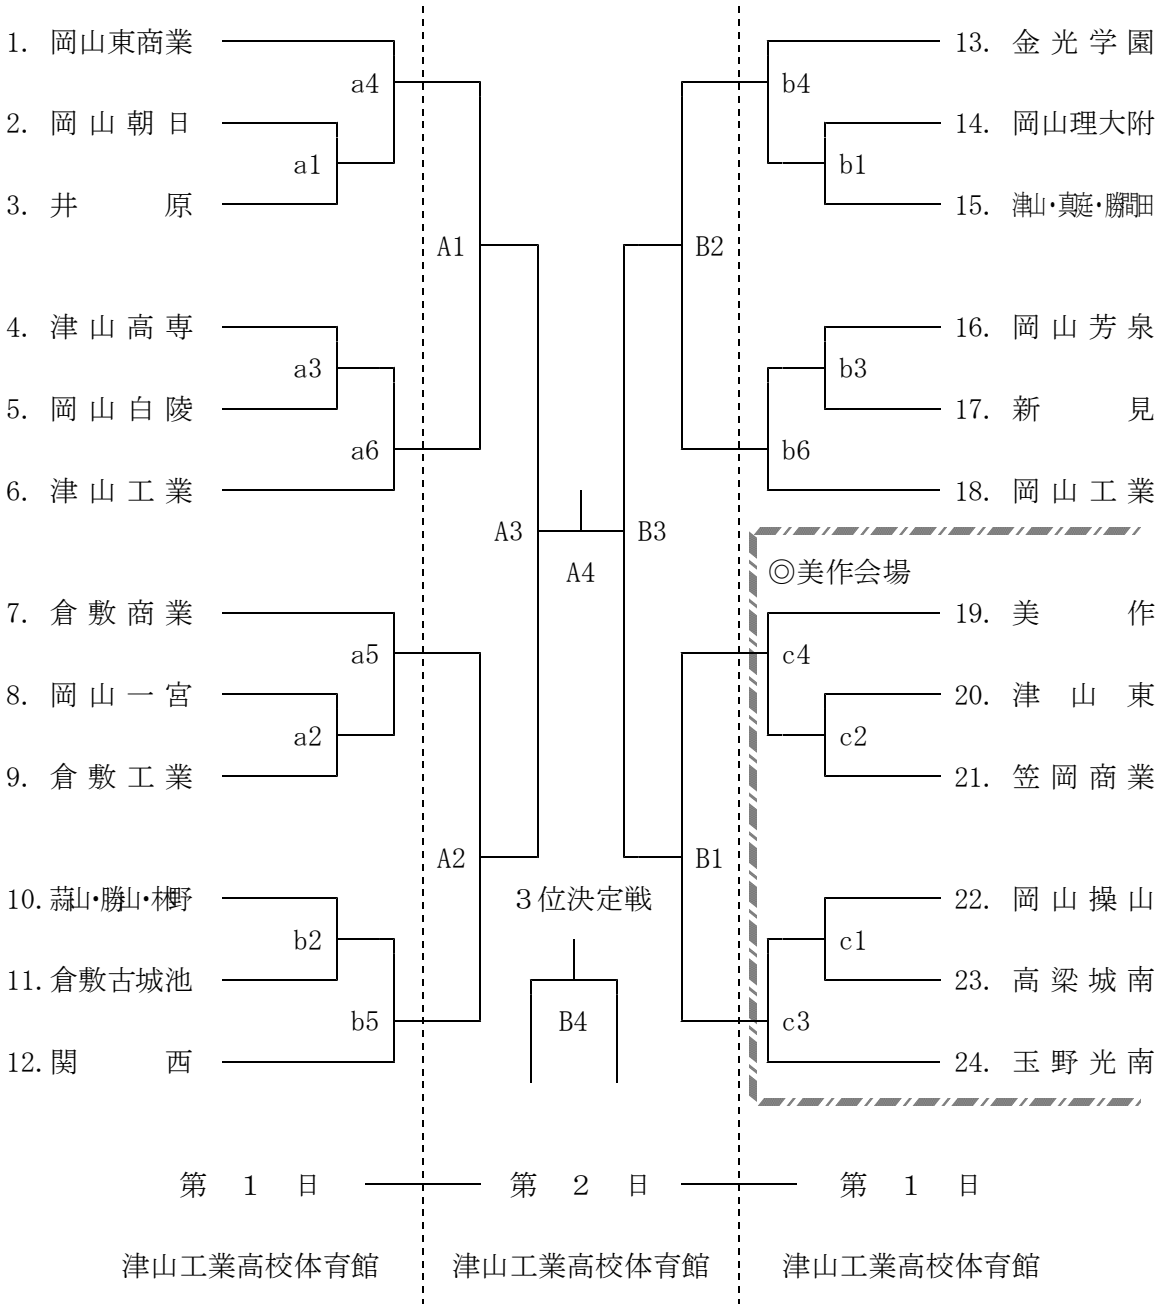 1. 岡山東商業
a4
2. 岡山朝日
a1
3. 井原
A1
4. 津山高専
a3
5. 岡山白陵
a6
6. 津山工業
A3
7. 倉敷商業
a5
8. 岡山一宮
a2
9. 倉敷工業
A2
10. 蒜山・勝山・林野
b2
11. 倉敷古城池
b5
12. 関西
A4
3位決定戦
B4
13. 金光学園
b4
14. 岡山理大附
b1
15. 津山・真庭・勝間田
B2
16. 岡山芳泉
b3
17. 新見
b6
18. 岡山工業
B3
◎美作会場
19. 美作
c4
20. 津山東
c2
21. 笠岡商業
B1
22. 岡山操山
c1
23. 高梁城南
c3
24. 玉野光南
第1日 第2日 第1日
津山工業高校体育館 津山工業高校体育館 津山工業高校体育館